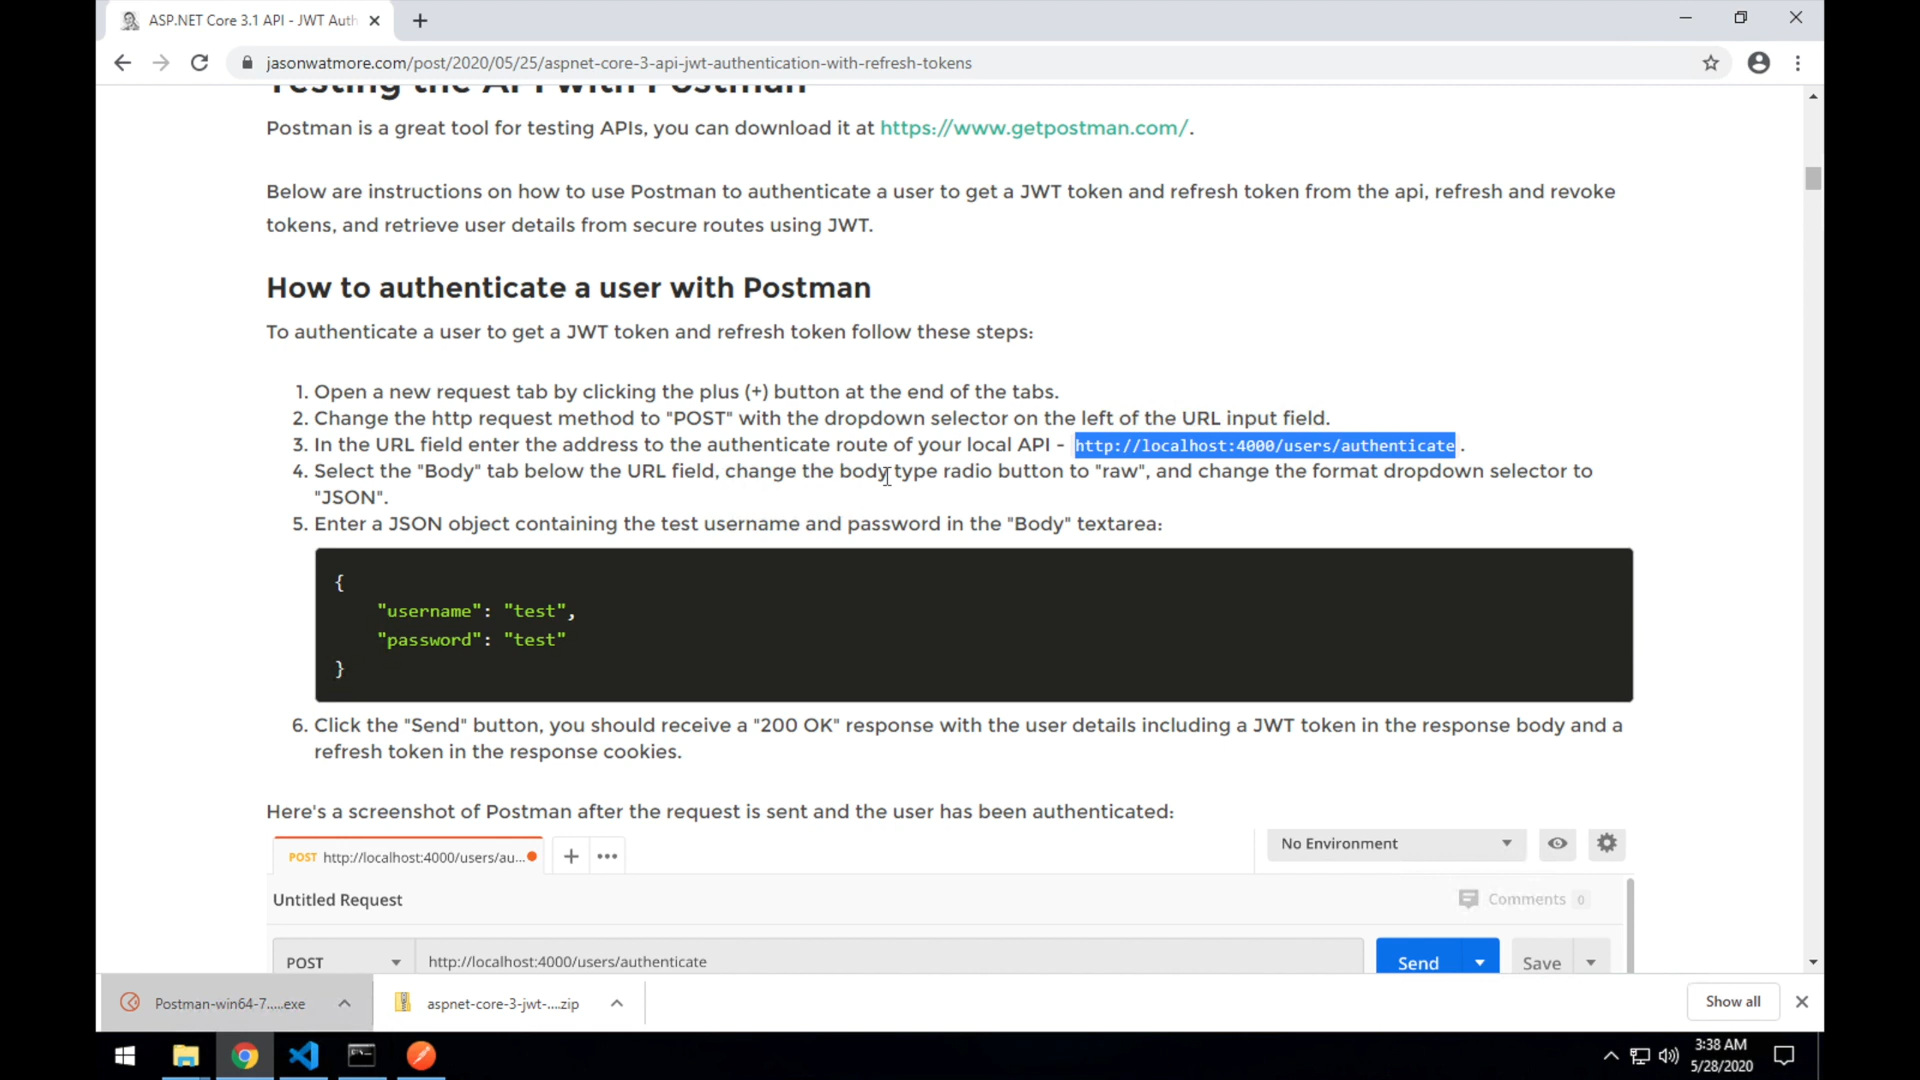 ASP.NET Core 3.1 API - JWT Auth
jasonwatmore.com/post/2020/05/25/aspnet-core-3-api-jwt-authentication-with-refresh-tokens
Testing the API with Postman
Postman is a great tool for testing APIs, you can download it at https://www.getpostman.com/.
Below are instructions on how to use Postman to authenticate a user to get a JWT token and refresh token from the api, refresh and revoke
tokens, and retrieve user details from secure routes using JWT.
How to authenticate a user with Postman
To authenticate a user to get a JWT token and refresh token follow these steps:
1. Open a new request tab by clicking the plus (+) button at the end of the tabs.
2. Change the http request method to "POST" with the dropdown selector on the left of the URL input field.
3. In the URL field enter the address to the authenticate route of your local API - http://localhost:4000/users/authenticate .
4. Select the "Body" tab below the URL field, change the body type radio button to "raw", and change the format dropdown selector to
"JSON".
5. Enter a JSON object containing the test username and password in the "Body" textarea:
{
"username": "test",
"password": "test"
}
6. Click the "Send" button, you should receive a "200 OK" response with the user details including a JWT token in the response body and a
refresh token in the response cookies.
Here's a screenshot of Postman after the request is sent and the user has been authenticated:
POST http://localhost:4000/users/au...
No Environment
Untitled Request
Comments 0
POST
http://localhost:4000/users/authenticate
Send
Save
Postman-win64-7.....exe
aspnet-core-3-jwt-....zip
Show all
3:38 AM
5/28/2020